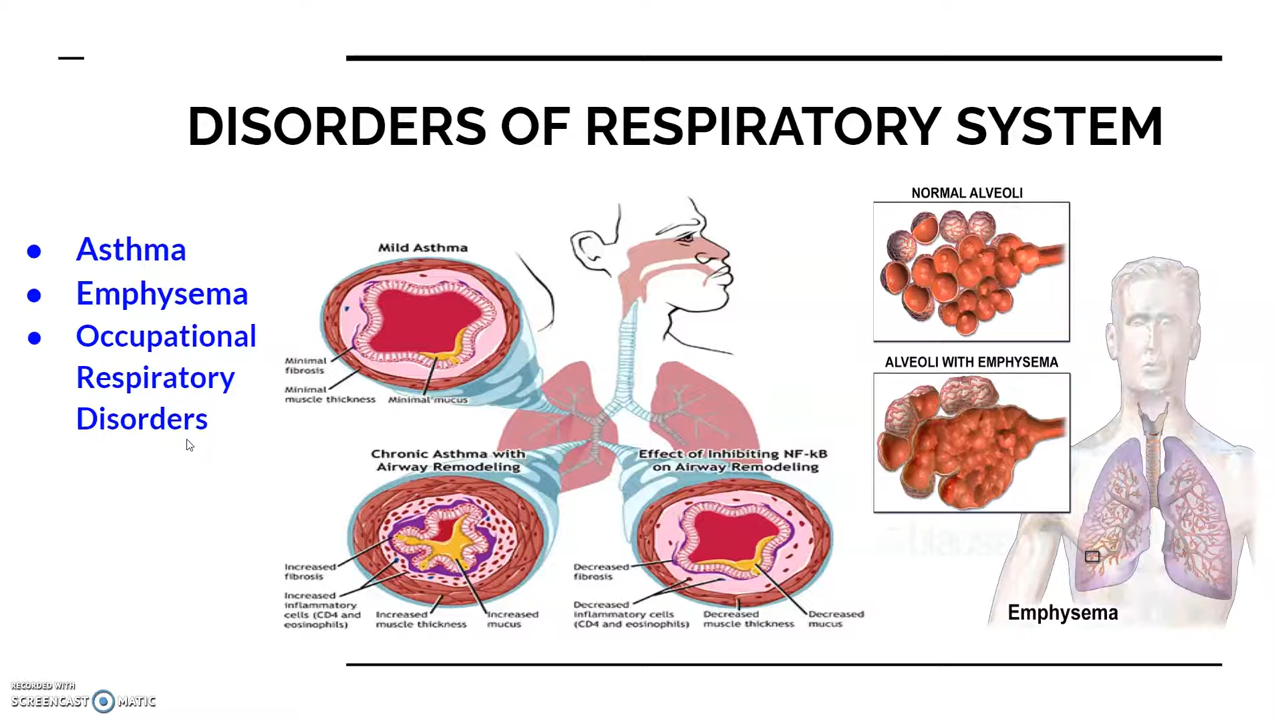 DISORDERS OF RESPIRATORY SYSTEM
● Asthma
● Emphysema
● Occupational
Respiratory
Disorders
Mild Asthma
Minimal
fibrosis
Minimal
muscle thickness
Minimal mucus
Chronic Asthma with
Airway Remodeling
Increased
fibrosis
Increased
inflammatory
cells (CD4 and
eosinophils)
Increased
muscle thickness
Increased
mucus
Effect of Inhibiting NF-kB
on Airway Remodeling
Decreased
fibrosis
Decreased
inflammatory cells
(CD4 and eosinophils)
Decreased
muscle thickness
Decreased
mucus
NORMAL ALVEOLI
ALVEOLI WITH EMPHYSEMA
Emphysema
RECORDED WITH
SCREENCAST MATIC